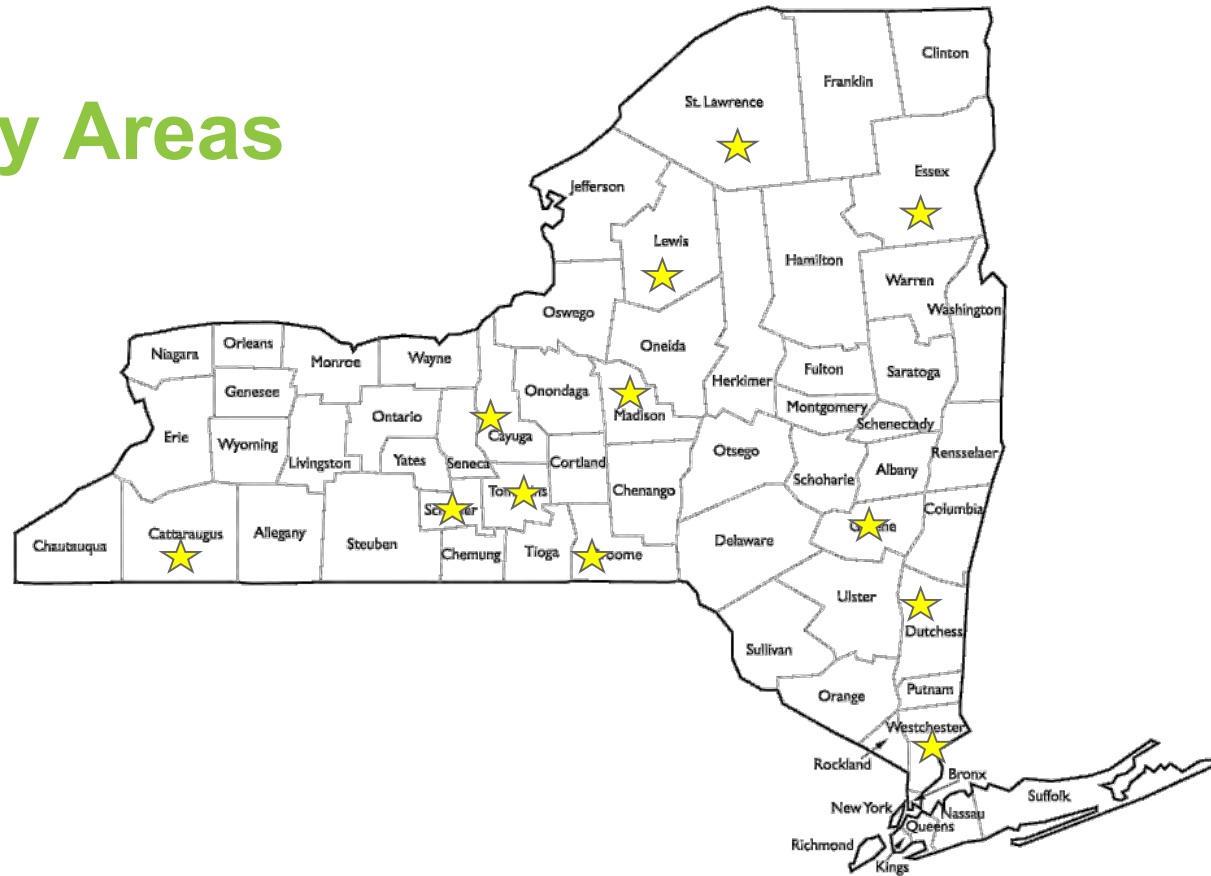 y Areas
Clinton
Franklin
St. Lawrence
Essex
Jefferson
Lewis
Hamilton
Warren
Washington
Oswego
Oneida
Niagara
Orleans
Monroe
Wayne
Onondaga
Herkimer
Fulton
Saratoga
Genesee
Madison
Montgomery
Ontario
Schenectady
Erie
Wyoming
Cayuga
Otsego
Rensselaer
Livingston
Yates
Seneca
Cortland
Albany
Schoharie
Chenango
Columbia
Cattaraugus
Allegany
Steuben
Chautauqua
Chemung
Tioga
oome
Delaware
Ulster
Dutchess
Sullivan
Orange
Putnam
Westchester
Rockland
Bronx
Suffolk
New York
Nassau
Queens
Richmond
Kings